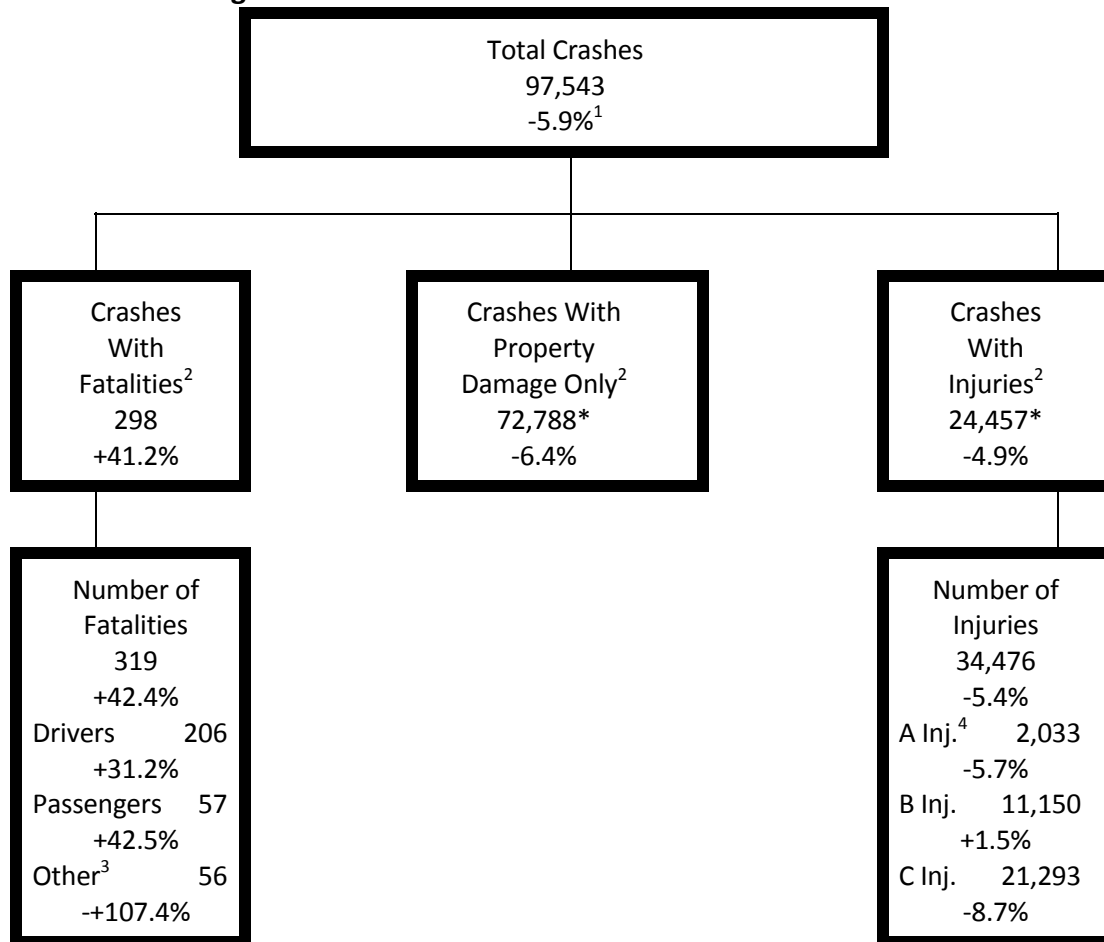 Total Crashes
97,543
-5.9%1
Crashes
With
Fatalities2
298
+41.2%
Crashes With
Property
Damage Only2
72,788*
-6.4%
Crashes
With
Injuries2
24,457*
-4.9%
Number of
Fatalities
319
+42.4%
Drivers 206
+31.2%
Passengers 57
+42.5%
Other3 56
-+107.4%
Number of
Injuries
34,476
-5.4%
A Inj.4 2,033
-5.7%
B Inj. 11,150
+1.5%
C Inj. 21,293
-8.7%